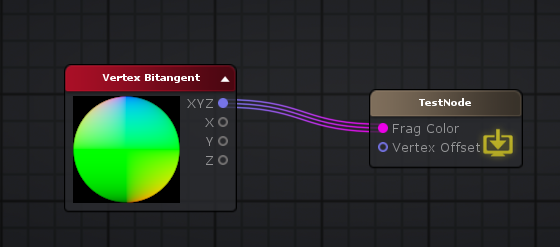 Vertex Bitangent
XYZ
X
Y
Z
TestNode
Frag Color
Vertex Offset